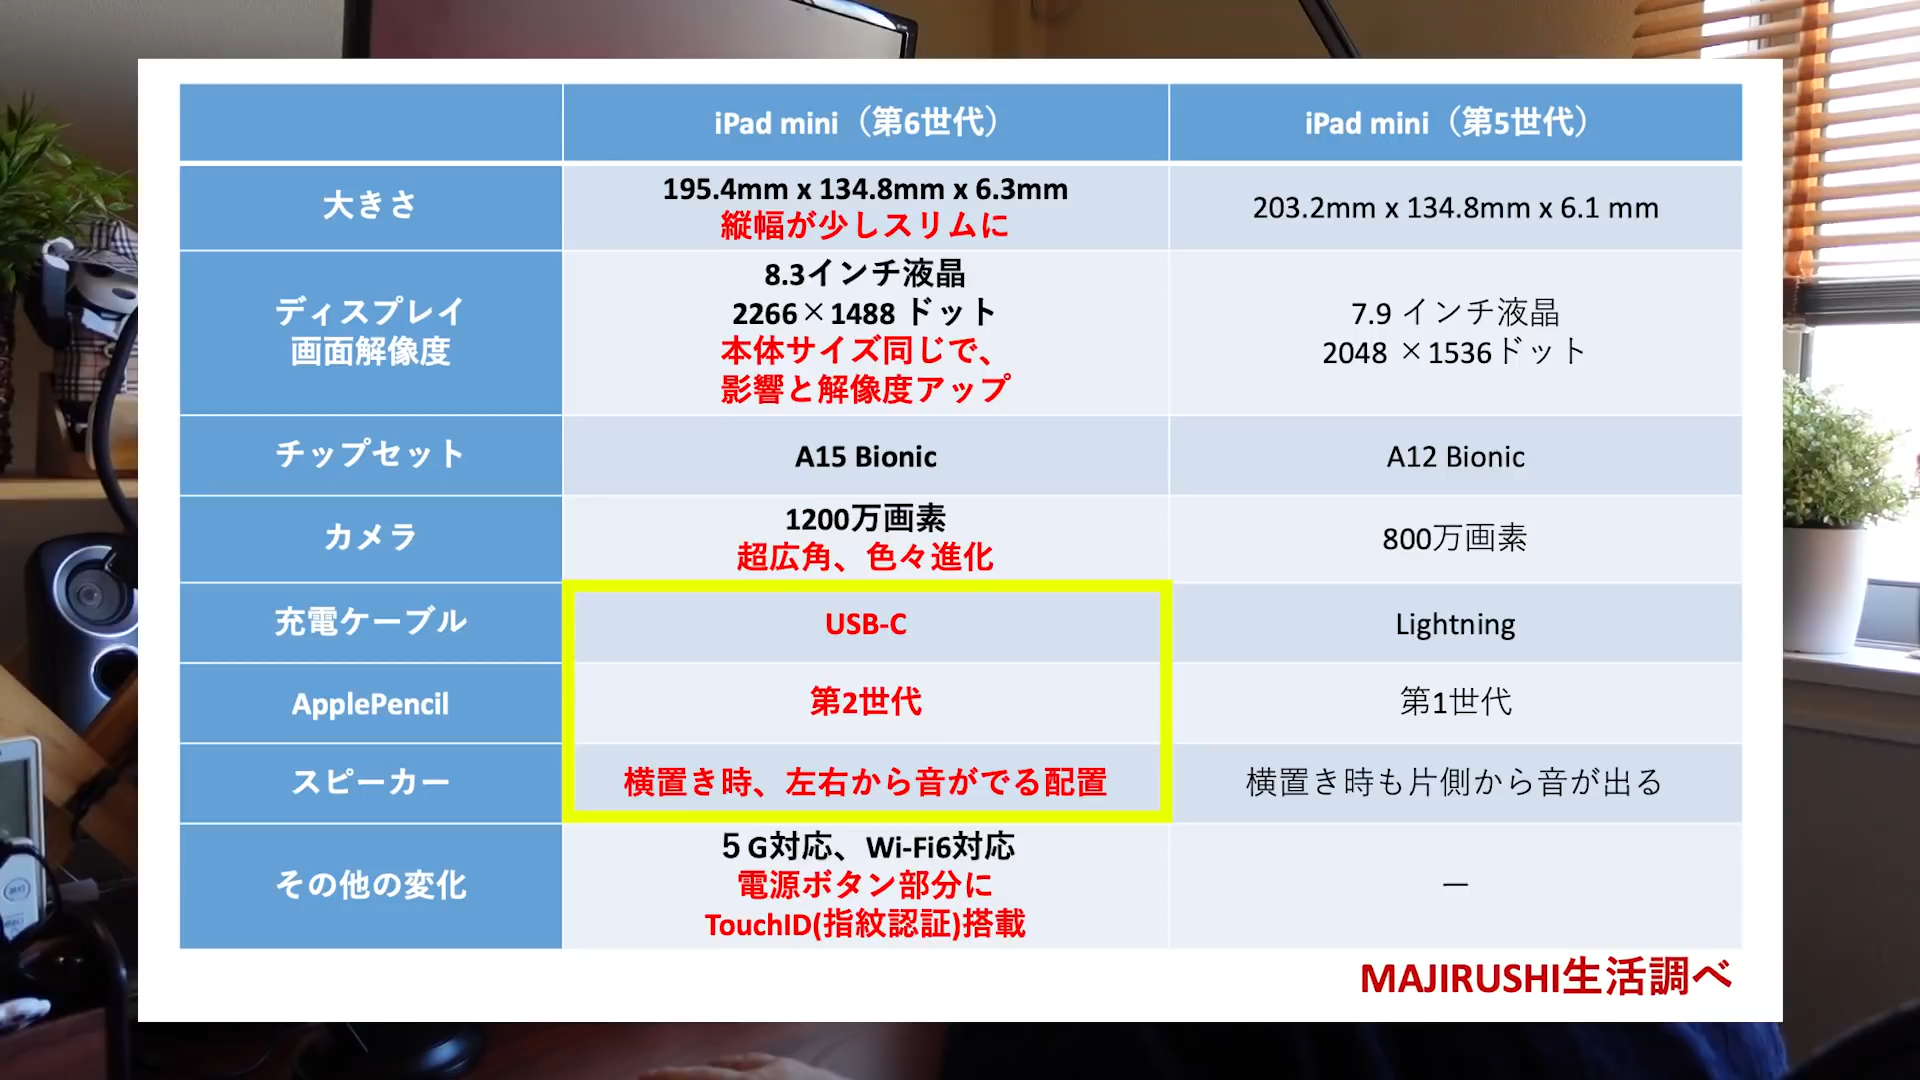 iPad mini（第6世代）
iPad mini（第5世代）
大きさ
195.4mm x 134.8mm x 6.3mm
縦幅が少しスリムに
203.2mm x 134.8mm x 6.1 mm
ディスプレイ
画面解像度
8.3インチ液晶
2266×1488 ドット
本体サイズ同じで、
影響と解像度アップ
7.9 インチ液晶
2048 ×1536ドット
チップセット
A15 Bionic
A12 Bionic
カメラ
1200万画素
超広角、色々進化
800万画素
充電ケーブル
USB-C
Lightning
ApplePencil
第2世代
第1世代
スピーカー
横置き時、左右から音がでる配置
横置き時も片側から音が出る
その他の変化
５G対応、Wi-Fi6対応
電源ボタン部分に
TouchID(指紋認証)搭載
—
MAJIRUSHI生活調べ